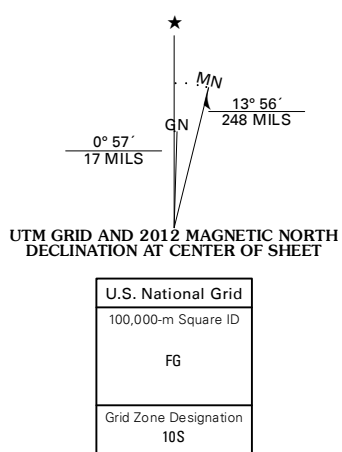 ★
MN
GN
13° 56´
248 MILS
0° 57´
17 MILS
UTM GRID AND 2012 MAGNETIC NORTH
DECLINATION AT CENTER OF SHEET
U.S. National Grid
100,000-m Square ID
FG
Grid Zone Designation
10S